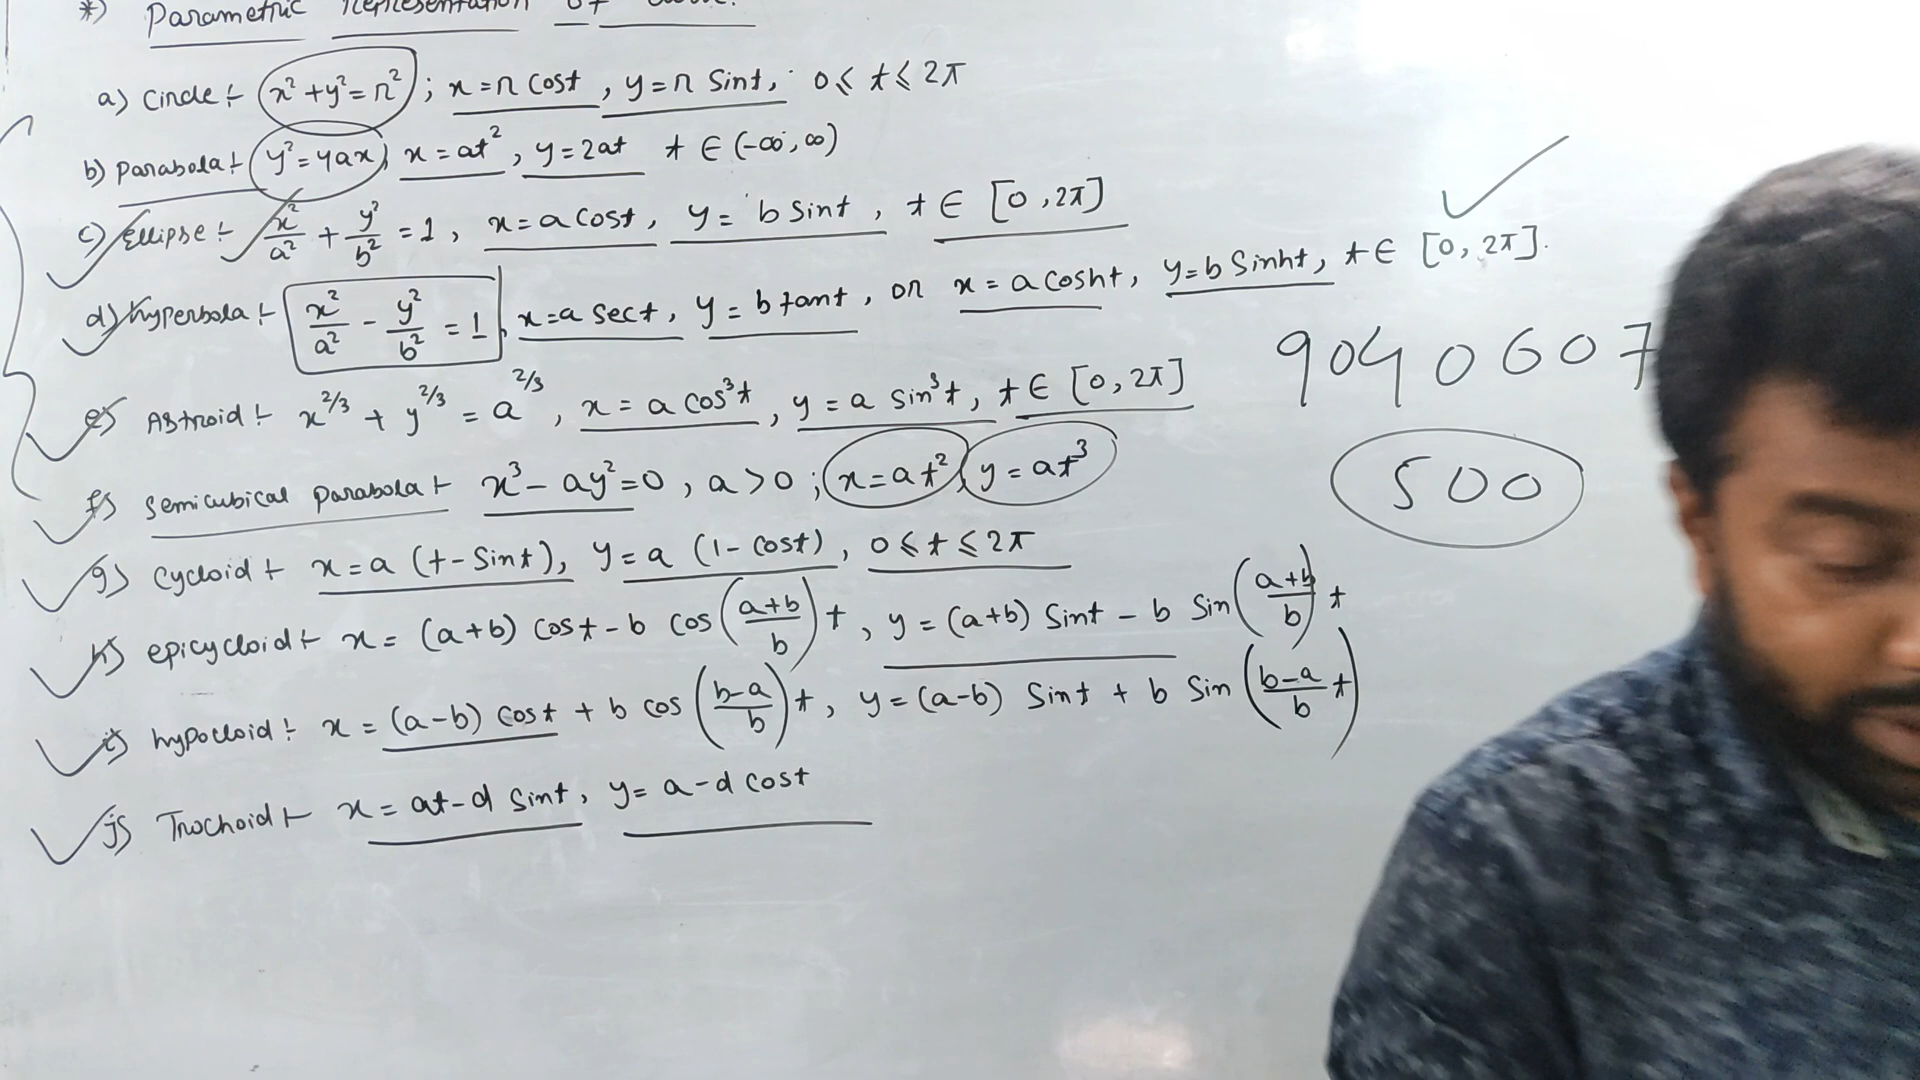 *) Parametric Representation of
a) Circle :- x²+y²=r² ; x=r cost , y=r sint, 0≤ t≤2π
b) parabola :- y²=4ax, x=at², y=2at t ∈ (-∞,∞)
c) Ellipse :- x²/a² + y²/b² = 1, x=a cost, y= b sint, t∈ [0,2π]
d) hyperbola :- x²/a² - y²/b² = 1, x=a sect, y= b tant, or x= a cosht, y=b sinht, t∈ [0,2π].
9040607
e) Astroid :- x^2/3 + y^2/3 = a^2/3, x= a cos³t, y= a sin³t, t∈ [0,2π]
f) semicubical parabola :- x³-ay²=0, a>0 ; x=at², y=at³
500
g) cycloid :- x=a (t-sint), y=a (1-cost), 0≤t≤2π
h) epicycloid :- x= (a+b) cost-b cos (a+b/b) t, y=(a+b) sint - b sin (a+b/b) t
i) hypocloid :- x=(a-b) cost + b cos (b-a/b) t, y=(a-b) sint + b sin (b-a/b t)
j) Trochoid :- x= at-d sint, y= a-d cost